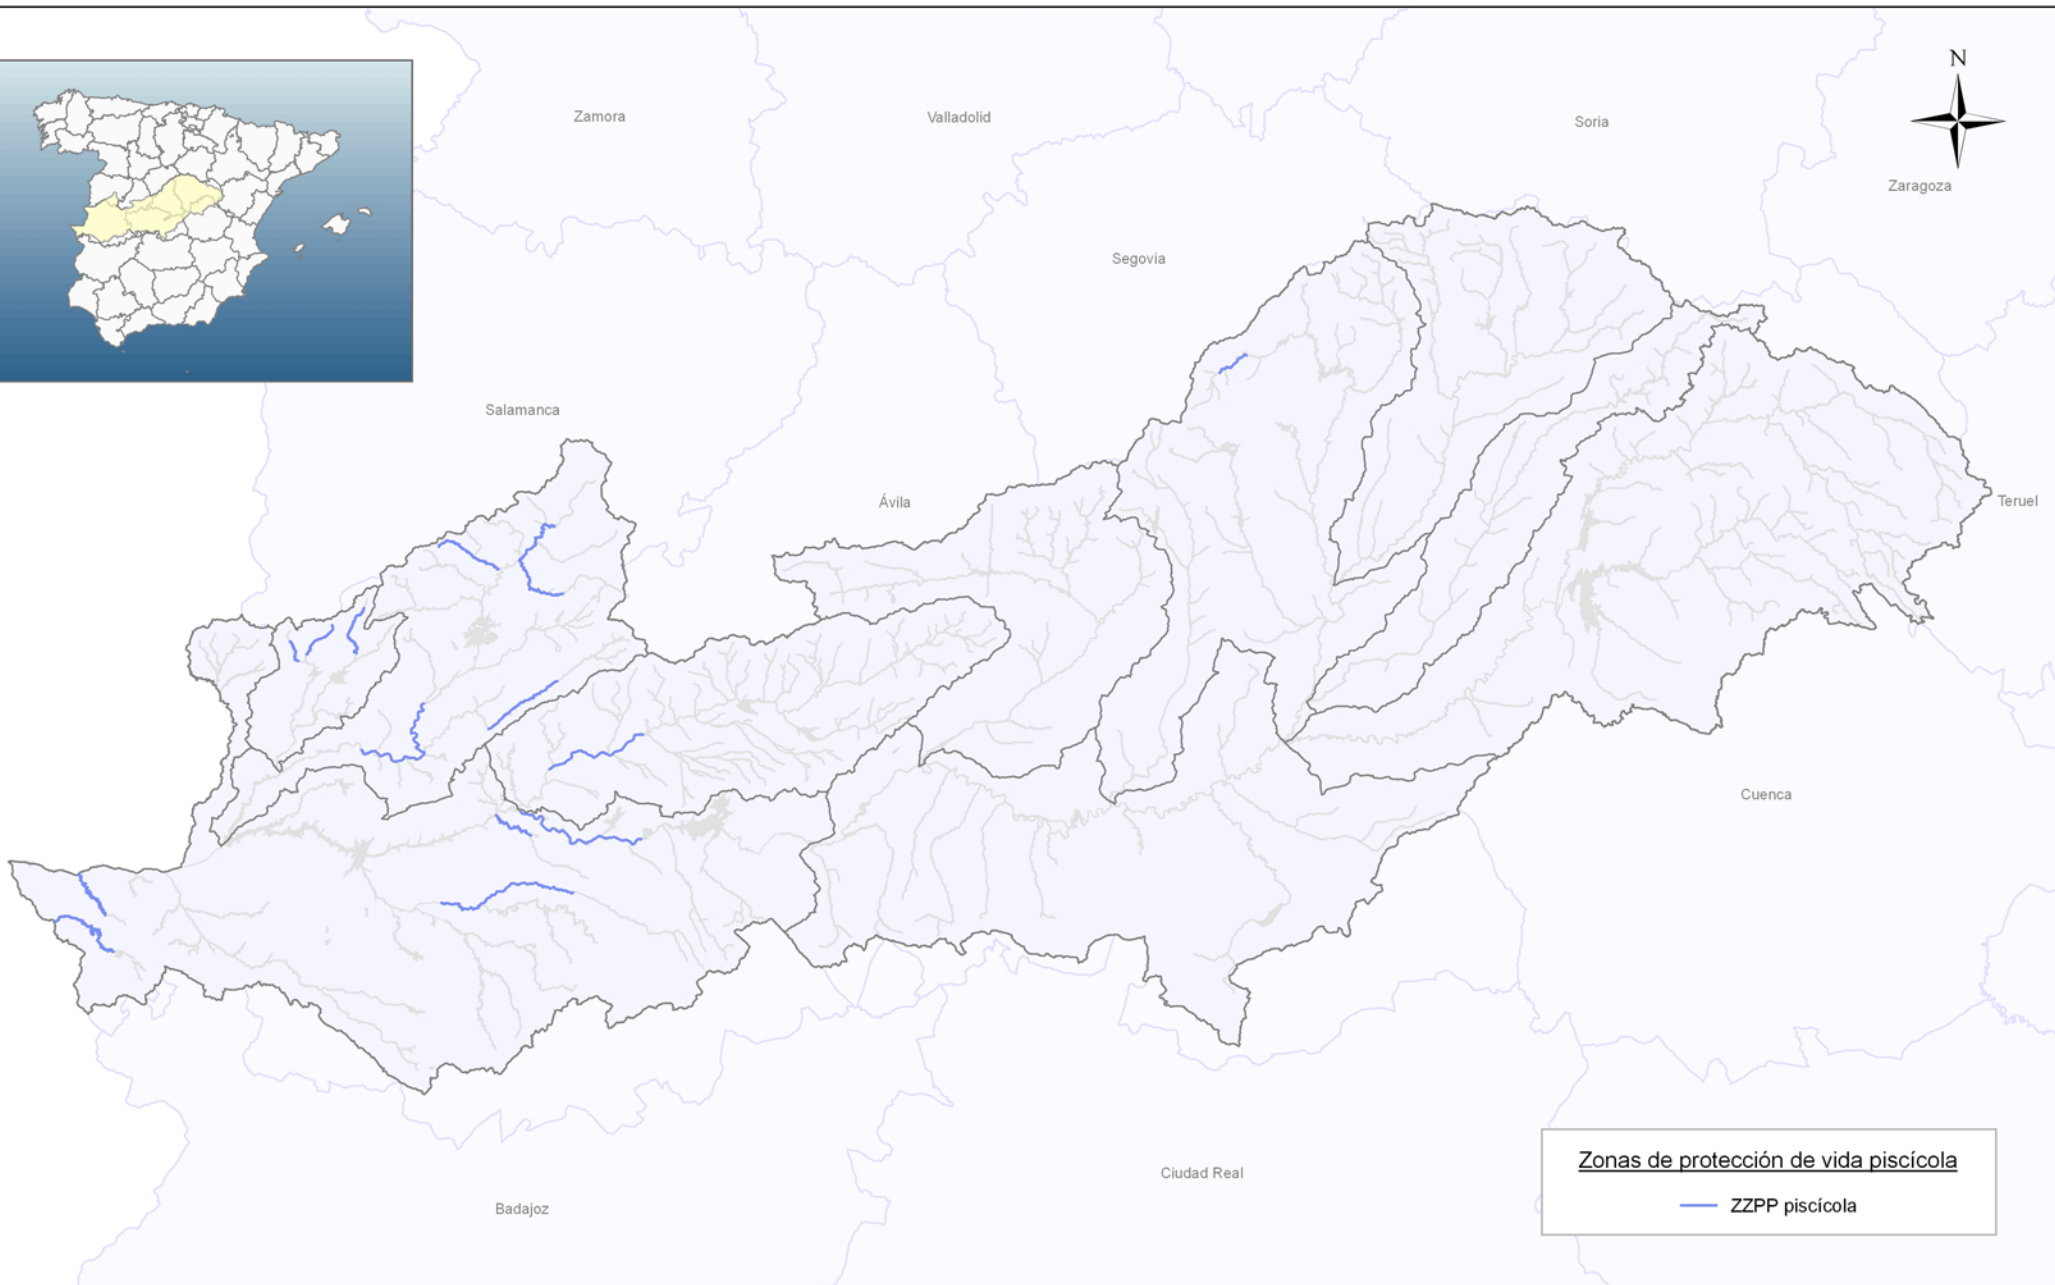 N
Zamora
Valladolid
Soria
Zaragoza
Segovia
Salamanca
Ávila
Teruel
Cuenca
Ciudad Real
Badajoz
Zonas de protección de vida piscícola
ZZPP piscícola